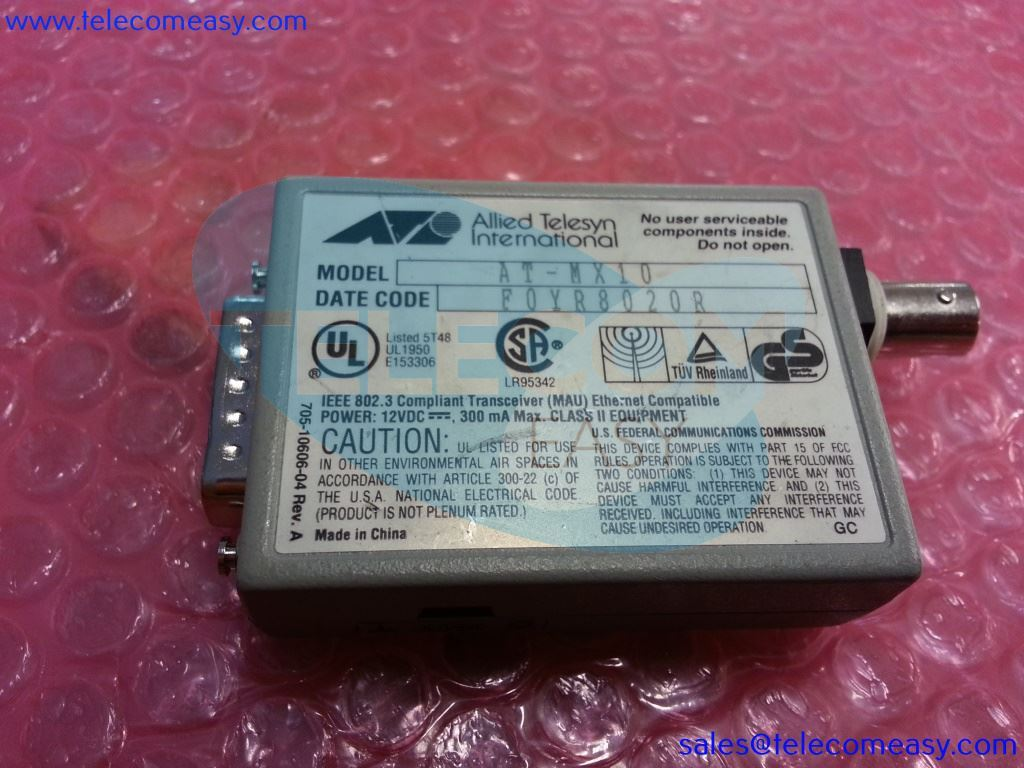 www.telecomeasy.com
Allied Telesyn
International
No user serviceable
components inside.
Do not open.
MODEL AT-MX10
DATE CODE F0YR8020R
UL
Listed 5T48
UL1950
E153306
SA
LR95342
TÜV Rheinland
GS
IEEE 802.3 Compliant Transceiver (MAU) Ethernet Compatible
POWER: 12VDC ⎓, 300 mA Max. CLASS II EQUIPMENT
CAUTION: UL LISTED FOR USE
IN OTHER ENVIRONMENTAL AIR SPACES IN
ACCORDANCE WITH ARTICLE 300-22 (c) OF
THE U.S.A. NATIONAL ELECTRICAL CODE.
(PRODUCT IS NOT PLENUM RATED.)
Made in China
705-10606-04 Rev. A
U.S. FEDERAL COMMUNICATIONS COMMISSION
THIS DEVICE COMPLIES WITH PART 15 OF FCC
RULES. OPERATION IS SUBJECT TO THE FOLLOWING
TWO CONDITIONS: (1) THIS DEVICE MAY NOT
CAUSE HARMFUL INTERFERENCE, AND (2) THIS
DEVICE MUST ACCEPT ANY INTERFERENCE
RECEIVED, INCLUDING INTERFERENCE THAT MAY
CAUSE UNDESIRED OPERATION.
GC
TELECOM
EASY
sales@telecomeasy.com